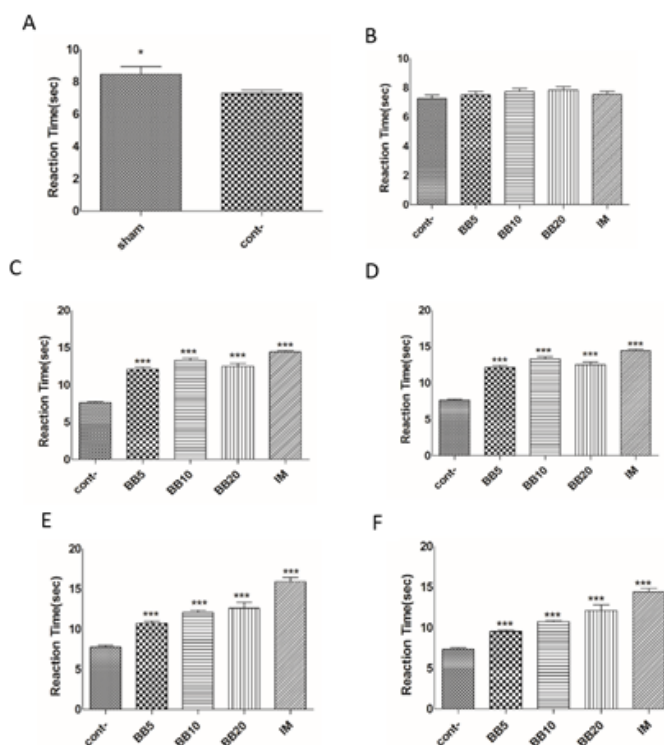 A
Reaction Time(sec)
10
8
6
4
2
0
*
sham
cont-
B
Reaction Time(sec)
10
8
6
4
2
0
cont-
BB5
BB10
BB20
IM
C
Reaction Time(sec)
20
15
10
5
0
***
***
***
***
cont-
BB5
BB10
BB20
IM
D
Reaction Time(sec)
20
15
10
5
0
***
***
***
***
cont-
BB5
BB10
BB20
IM
E
Reaction Time(sec)
20
15
10
5
0
***
***
***
***
cont-
BB5
BB10
BB20
IM
F
Reaction Time(sec)
20
15
10
5
0
***
***
***
***
cont-
BB5
BB10
BB20
IM